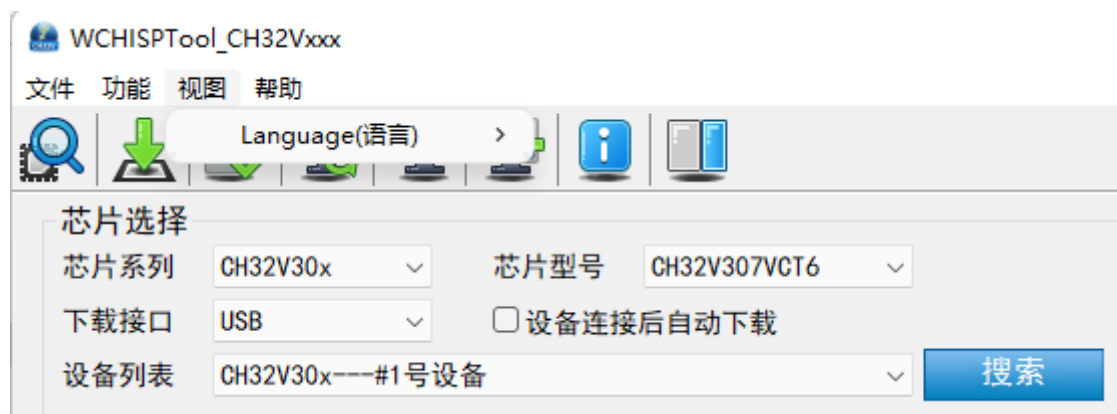 WCHISPTool_CH32Vxxx
文件 功能 视图 帮助
Language(语言) >
芯片选择
芯片系列 CH32V30x 芯片型号 CH32V307VCT6
下载接口 USB 设备连接后自动下载
设备列表 CH32V30x---#1号设备 搜索